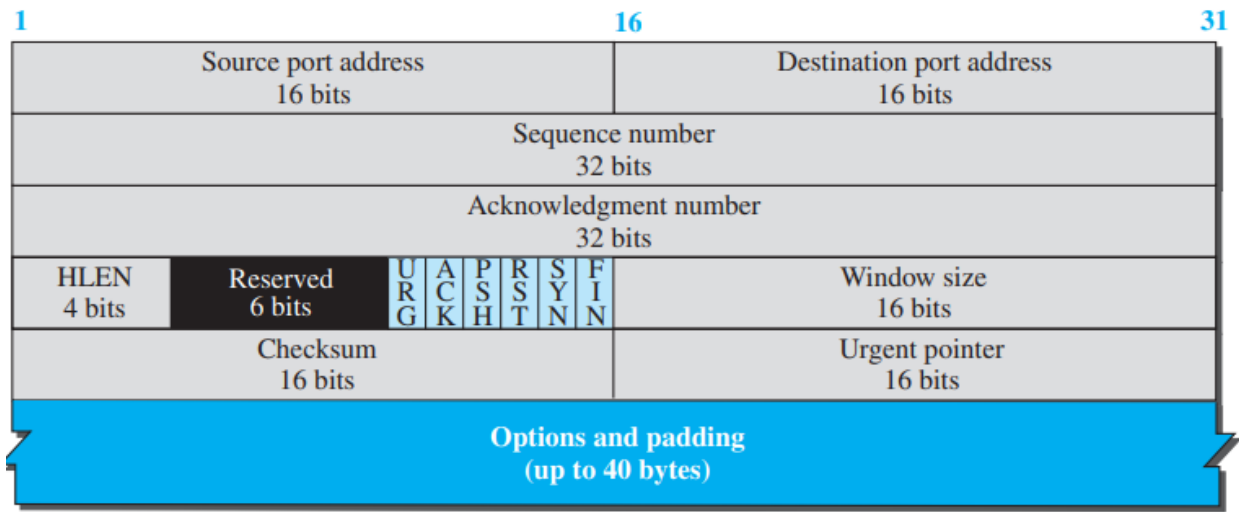 1 16 31
Source port address Destination port address
16 bits 16 bits
Sequence number
32 bits
Acknowledgment number
32 bits
HLEN Reserved URG ACK PSH RST SYN FIN Window size
4 bits 6 bits 16 bits
Checksum Urgent pointer
16 bits 16 bits
Options and padding
(up to 40 bytes)